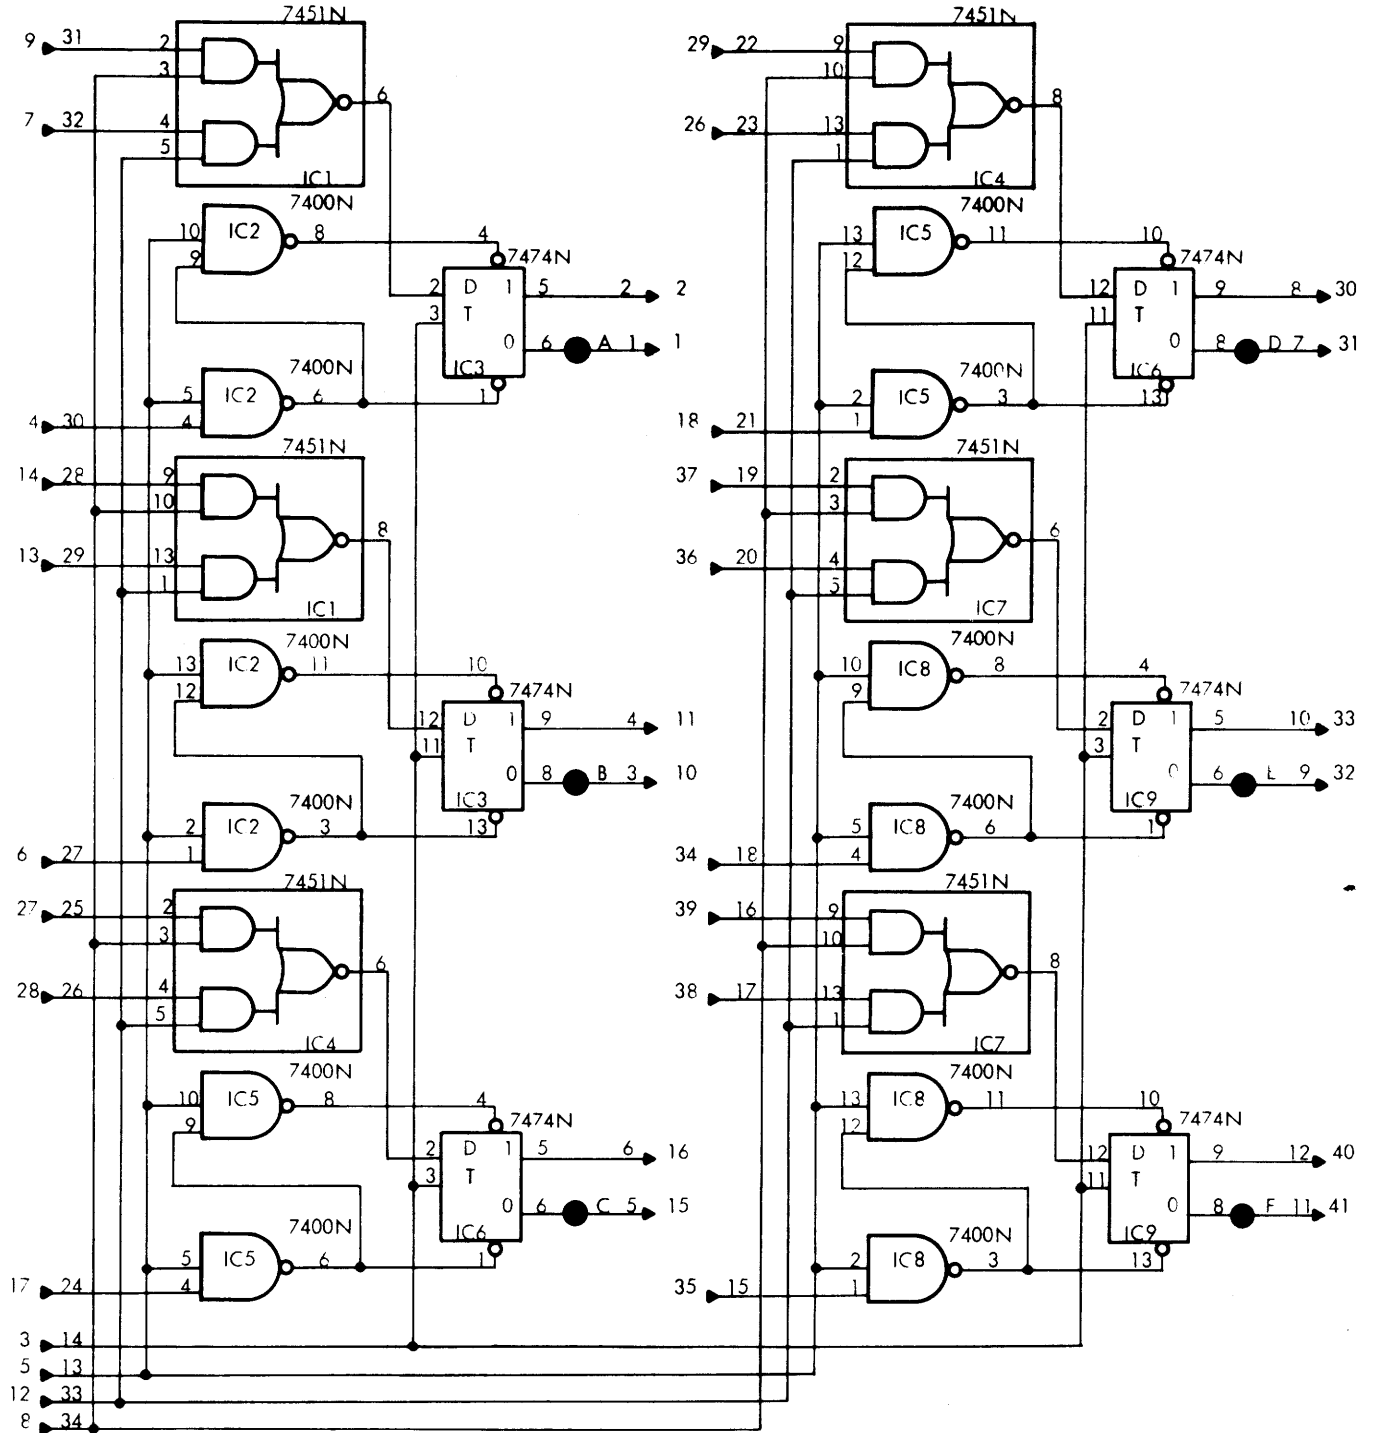 7451N
9 31 2
3
6
7 32 4
5
IC1
7400N
10 IC2 8 4
9
7474N
2 D 1 5 2 2
3 T
0 6 A 1 1
IC3
7400N
5 IC2 6 1
4 30 4
7451N
14 28 9
10
8
13 29 13
1
IC1
7400N
13 IC2 11 10
12
7474N
12 D 1 9 4 11
11 T
0 8 B 3 10
IC3
7400N
2 IC2 3 13
6 27 1
7451N
27 25 2
3
6
28 26 4
5
IC4
7400N
10 IC5 8 4
9
7474N
2 D 1 5 6 16
3 T
0 6 C 5 15
IC6
7400N
5 IC5 6 1
17 24 4
3 14
5 13
12 33
8 34
7451N
29 22 9
10
8
26 23 13
1
IC4
7400N
13 IC5 11 10
12
7474N
12 D 1 9 8 30
11 T
0 8 D 7 31
IC6
7400N
2 IC5 3 13
18 21 1
7451N
37 19 2
3
6
36 20 4
5
IC7
7400N
10 IC8 8 4
9
7474N
2 D 1 5 10 33
3 T
0 6 9 32
IC9
7400N
5 IC8 6 1
34 18 4
7451N
39 16 9
10
8
38 17 13
1
IC7
7400N
13 IC8 11 10
12
7474N
12 D 1 9 12 40
11 T
0 8 F 11 41
IC9
7400N
2 IC8 3 13
35 15 1